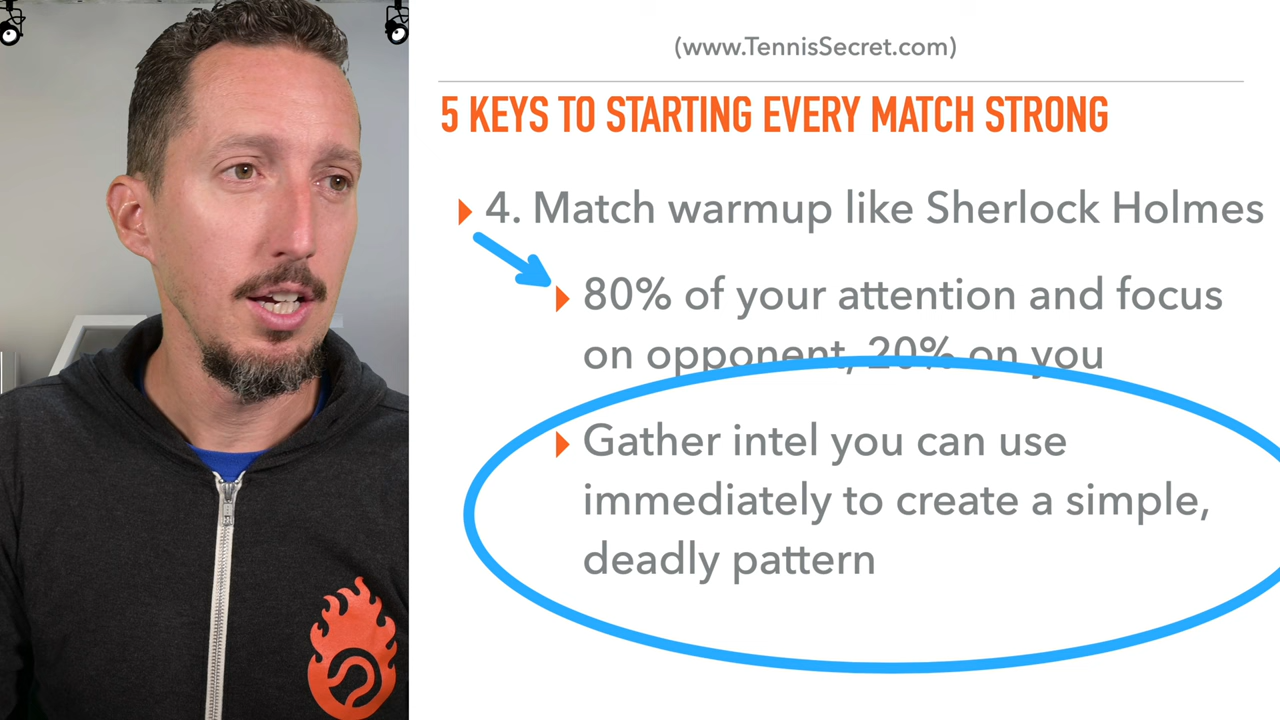 (www.TennisSecret.com)
5 KEYS TO STARTING EVERY MATCH STRONG
4. Match warmup like Sherlock Holmes
80% of your attention and focus
on opponent, 20% on you
Gather intel you can use
immediately to create a simple,
deadly pattern